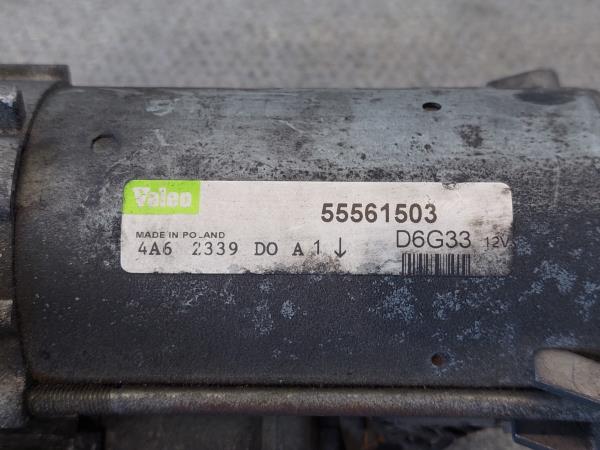 Valeo
55561503
MADE IN POLAND
D6G33 12V
4A6 2339 DO A 1 ↓